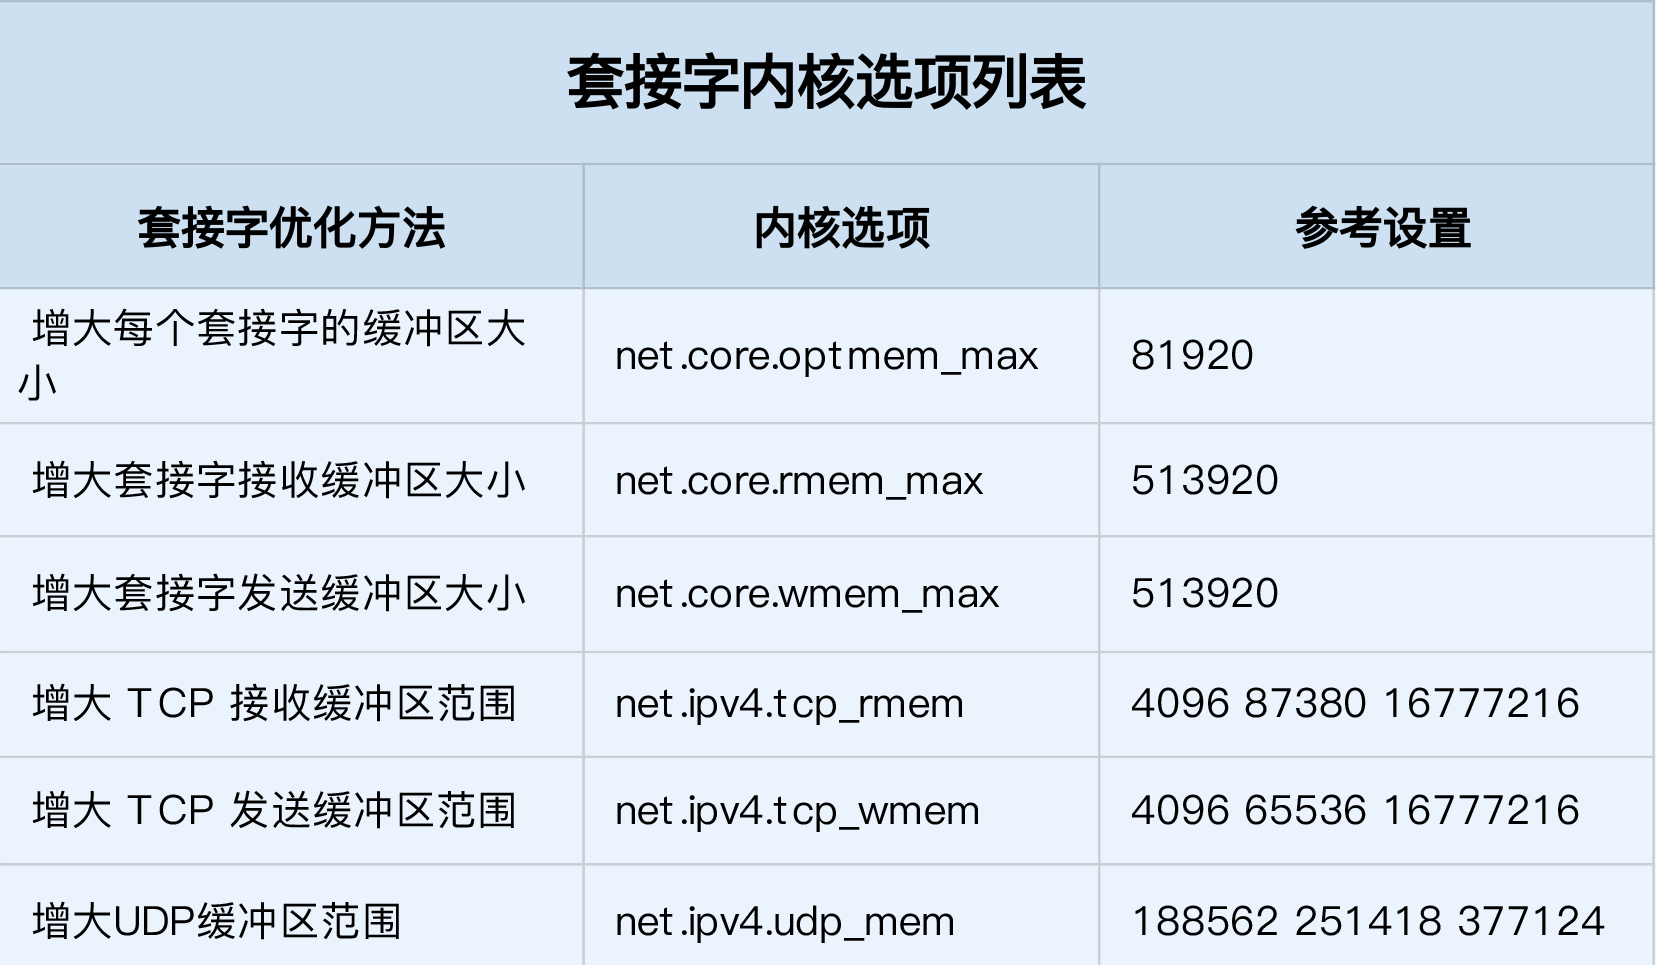 套接字内核选项列表
套接字优化方法 内核选项 参考设置
增大每个套接字的缓冲区大
小
net.core.optmem_max 81920
增大套接字接收缓冲区大小 net.core.rmem_max 513920
增大套接字发送缓冲区大小 net.core.wmem_max 513920
增大 TCP 接收缓冲区范围 net.ipv4.tcp_rmem 4096 87380 16777216
增大 TCP 发送缓冲区范围 net.ipv4.tcp_wmem 4096 65536 16777216
增大UDP缓冲区范围 net.ipv4.udp_mem 188562 251418 377124